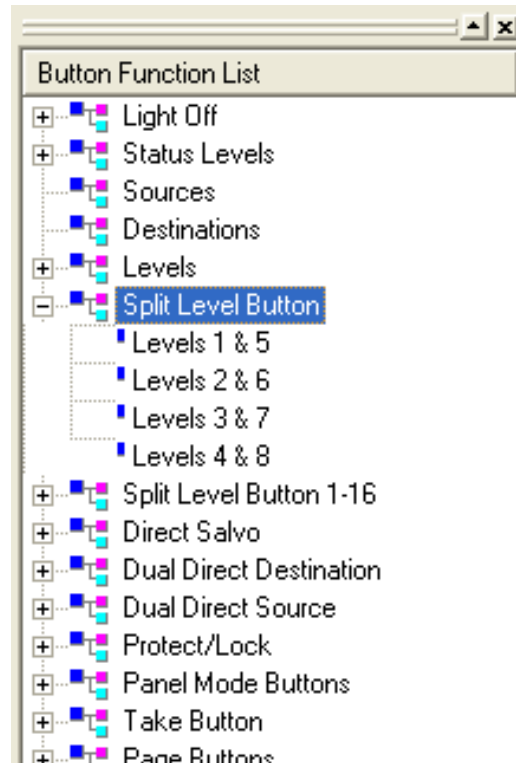 Button Function List
Light Off
Status Levels
Sources
Destinations
Levels
Split Level Button
Levels 1 & 5
Levels 2 & 6
Levels 3 & 7
Levels 4 & 8
Split Level Button 1-16
Direct Salvo
Dual Direct Destination
Dual Direct Source
Protect/Lock
Panel Mode Buttons
Take Button
Page Buttons